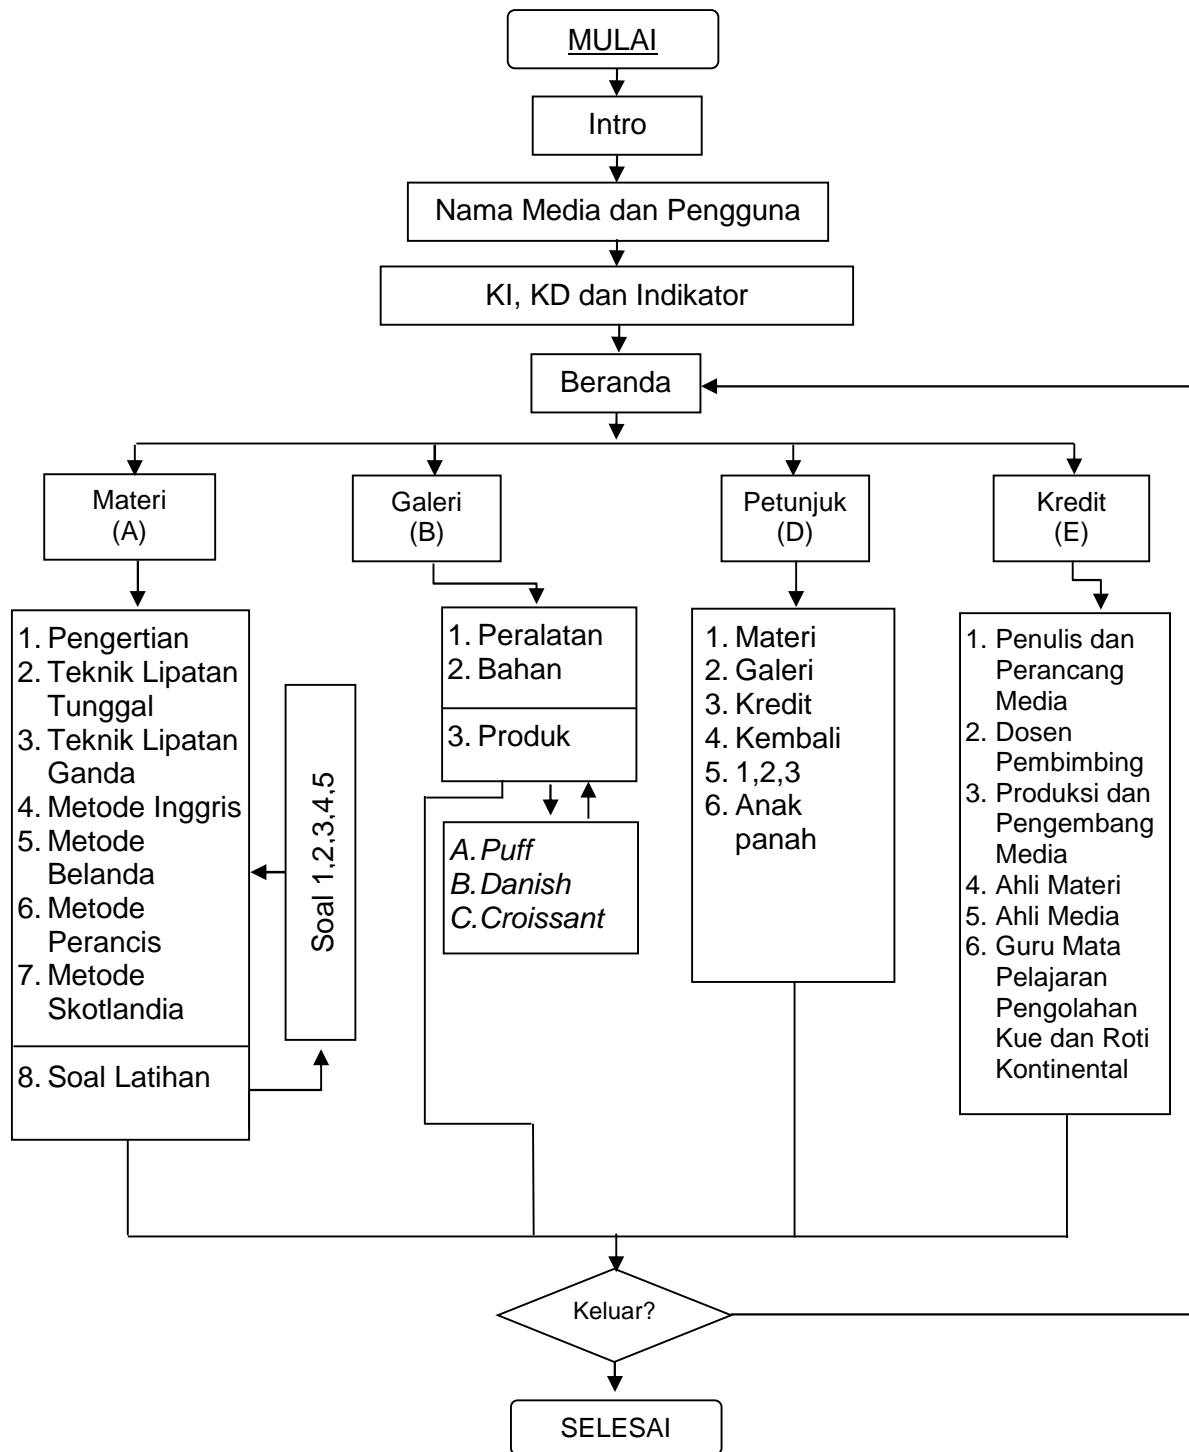 MULAI
Intro
Nama Media dan Pengguna
KI, KD dan Indikator
Beranda
Materi
(A)
Galeri
(B)
Petunjuk
(D)
Kredit
(E)
1. Pengertian
2. Teknik Lipatan
Tunggal
3. Teknik Lipatan
Ganda
4. Metode Inggris
5. Metode
Belanda
6. Metode
Perancis
7. Metode
Skotlandia
8. Soal Latihan
Soal 1,2,3,4,5
1. Peralatan
2. Bahan
3. Produk
A. Puff
B. Danish
C. Croissant
1. Materi
2. Galeri
3. Kredit
4. Kembali
5. 1,2,3
6. Anak
panah
1. Penulis dan
Perancang
Media
2. Dosen
Pembimbing
3. Produksi dan
Pengembang
Media
4. Ahli Materi
5. Ahli Media
6. Guru Mata
Pelajaran
Pengolahan
Kue dan Roti
Kontinental
Keluar?
SELESAI